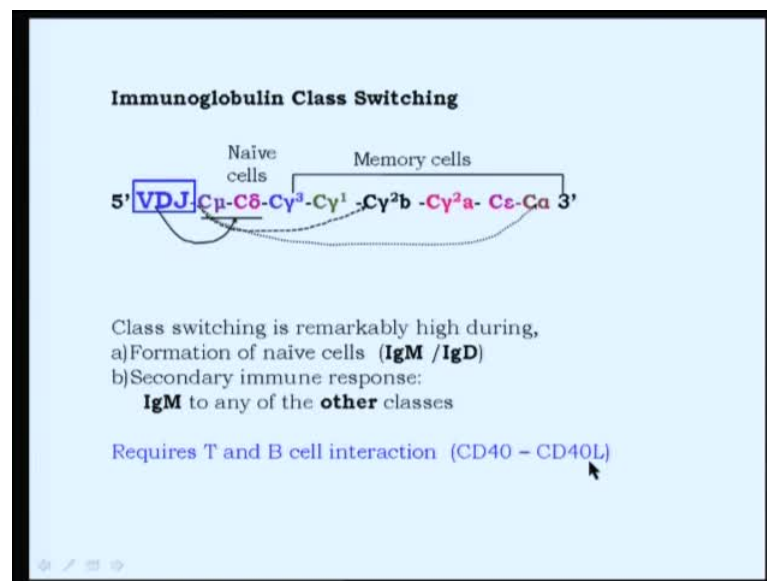 Immunoglobulin Class Switching
Naïve
cells
Memory cells
5' VDJ-Cµ-Cδ-Cγ³-Cγ¹ -Cγ²b -Cγ²a- Cε-Cα 3'
Class switching is remarkably high during,
a)Formation of naïve cells (IgM /IgD)
b)Secondary immune response:
IgM to any of the other classes
Requires T and B cell interaction (CD40 – CD40L)